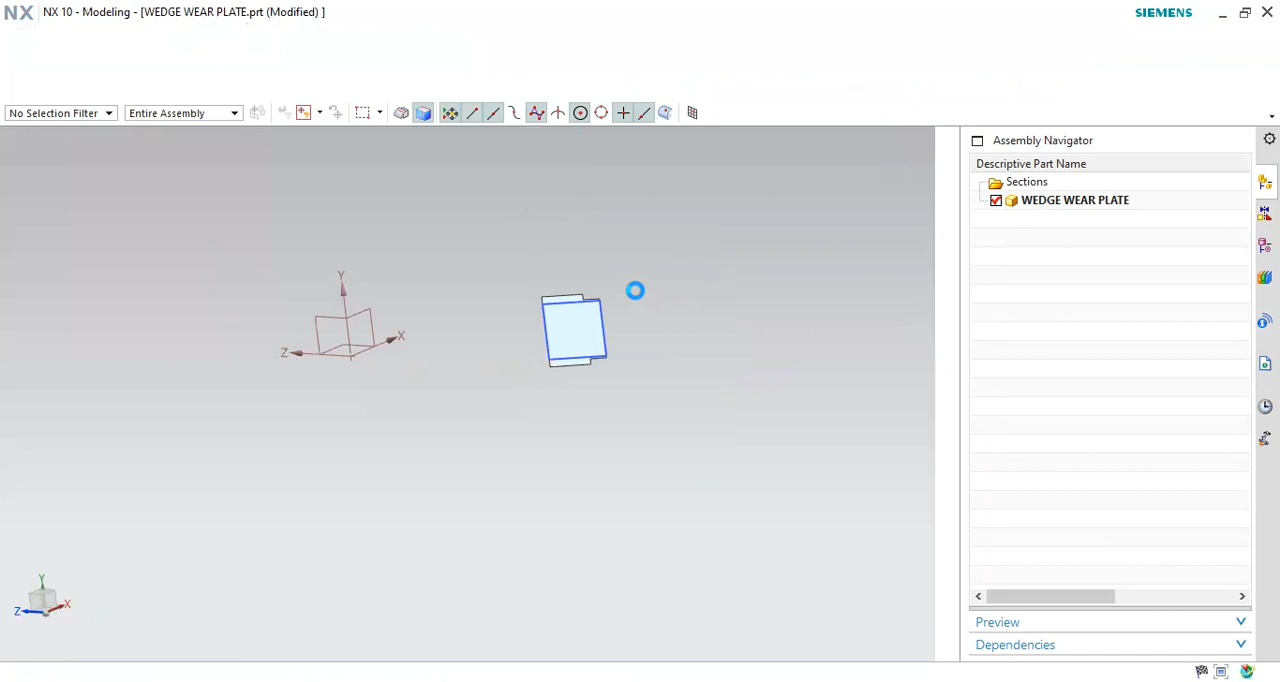 NX NX 10 - Modeling - [WEDGE WEAR PLATE.prt (Modified) ] SIEMENS
No Selection Filter Entire Assembly
Assembly Navigator
Descriptive Part Name
Sections
WEDGE WEAR PLATE
Y
X
Z
Y
X
Z
Preview
Dependencies